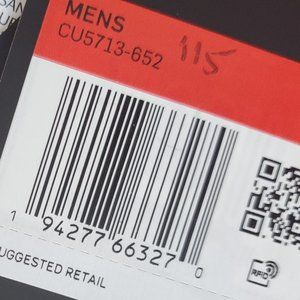 MENS
CU5713-652 115
1 94277 66327 0
UGGESTED RETAIL
RFID